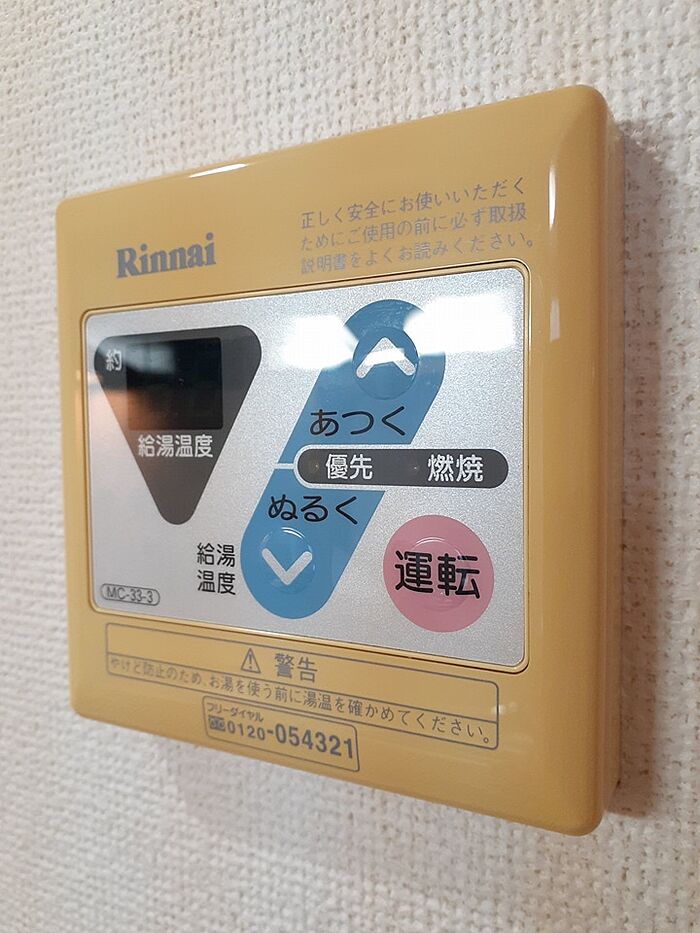 Rinnai
正しく安全にお使いいただく
ためにご使用の前に必ず取扱
説明書をよくお読みください。
約
給湯温度
あつく
優先 燃焼
ぬるく
給湯
温度
運転
MC-33-3
⚠ 警告
やけど防止のため、お湯を使う前に湯温を確かめてください。
フリーダイヤル
0120-054321